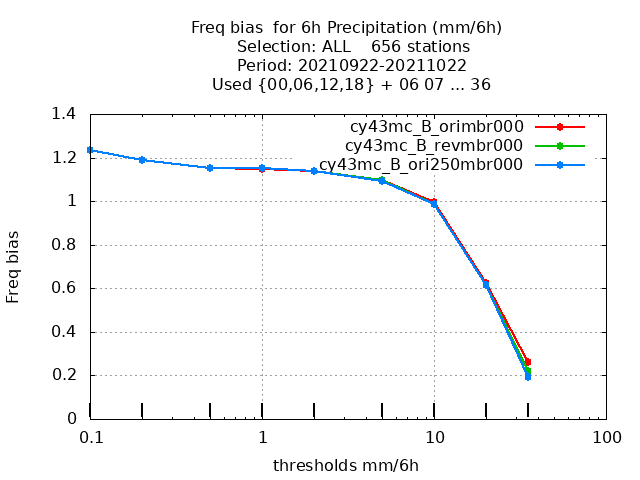 Freq bias  for 6h Precipitation (mm/6h)
Selection: ALL    656 stations
Period: 20210922-20211022
Used {00,06,12,18} + 06 07 ... 36
cy43mc_B_orimbr000
cy43mc_B_revmbr000
cy43mc_B_ori250mbr000
1.4
1.2
1
0.8
0.6
0.4
0.2
0
Freq bias
0.1
1
10
100
thresholds mm/6h